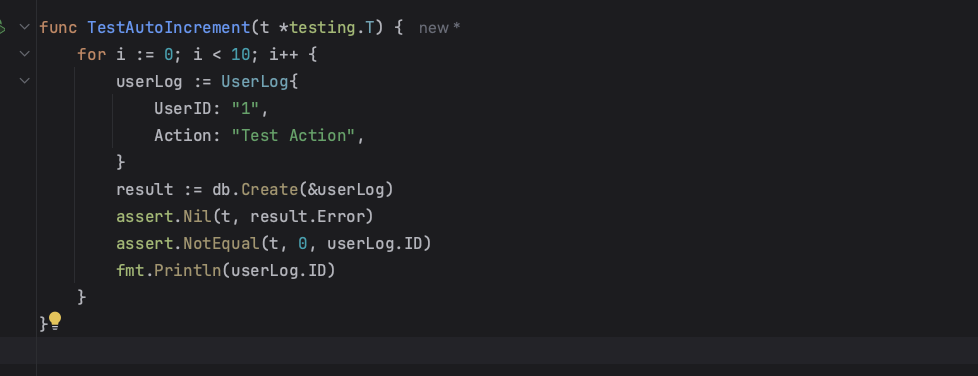 func TestAutoIncrement(t *testing.T) { new *
    for i := 0; i < 10; i++ {
        userLog := UserLog{
            UserID: "1",
            Action: "Test Action",
        }
        result := db.Create(&userLog)
        assert.Nil(t, result.Error)
        assert.NotEqual(t, 0, userLog.ID)
        fmt.Println(userLog.ID)
    }
}